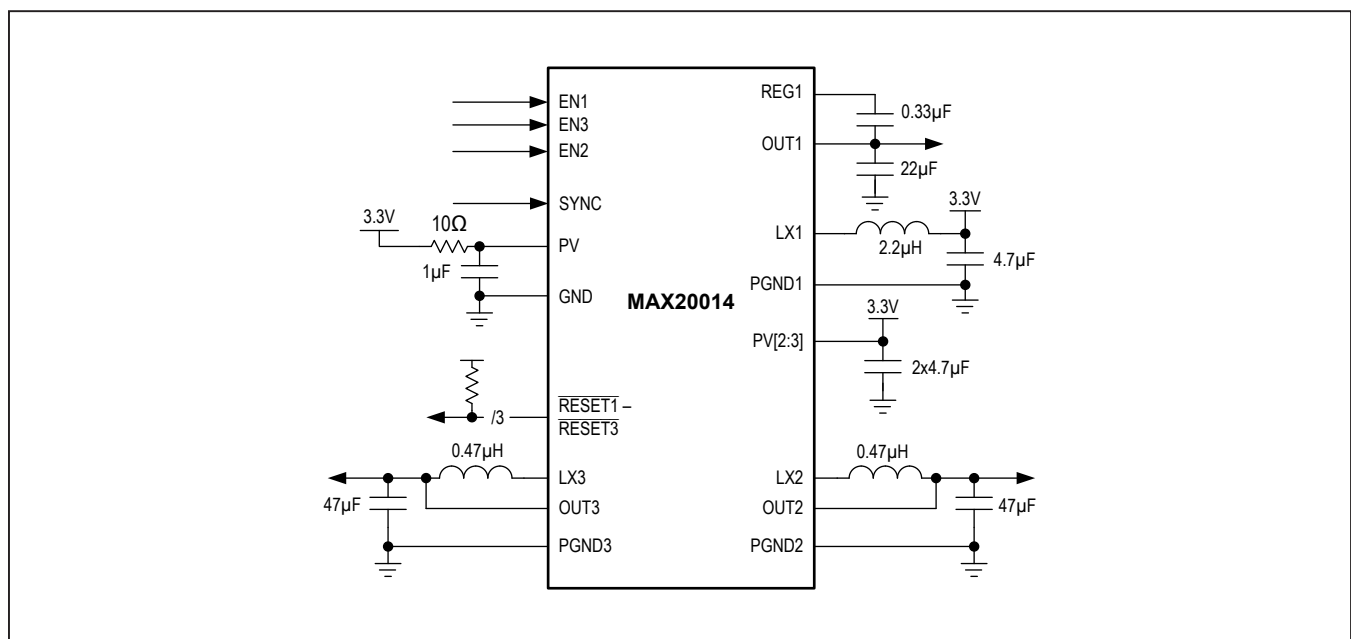 EN1
EN3
EN2
SYNC
3.3V
10Ω
PV
1µF
GND
RESET1 –
RESET3
/3
0.47µH
LX3
47µF
OUT3
PGND3
MAX20014
REG1
0.33µF
OUT1
22µF
3.3V
LX1
2.2µH
4.7µF
PGND1
3.3V
PV[2:3]
2x4.7µF
0.47µH
LX2
OUT2
47µF
PGND2